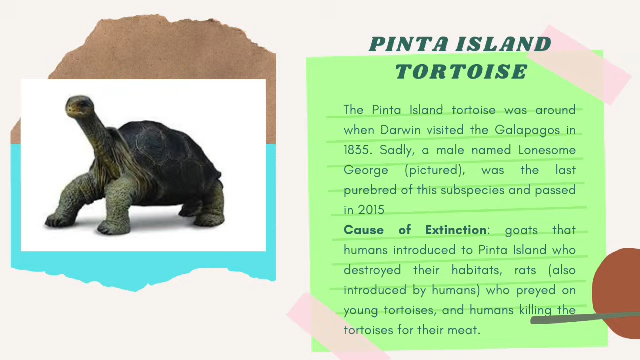 PINTA ISLAND
TORTOISE
The Pinta Island tortoise was around
when Darwin visited the Galapagos in
1835. Sadly, a male named Lonesome
George (pictured), was the last
purebred of this subspecies and passed
in 2015
Cause of Extinction: goats that
humans introduced to Pinta Island who
destroyed their habitats, rats (also
introduced by humans) who preyed on
young tortoises, and humans killing the
tortoises for their meat.